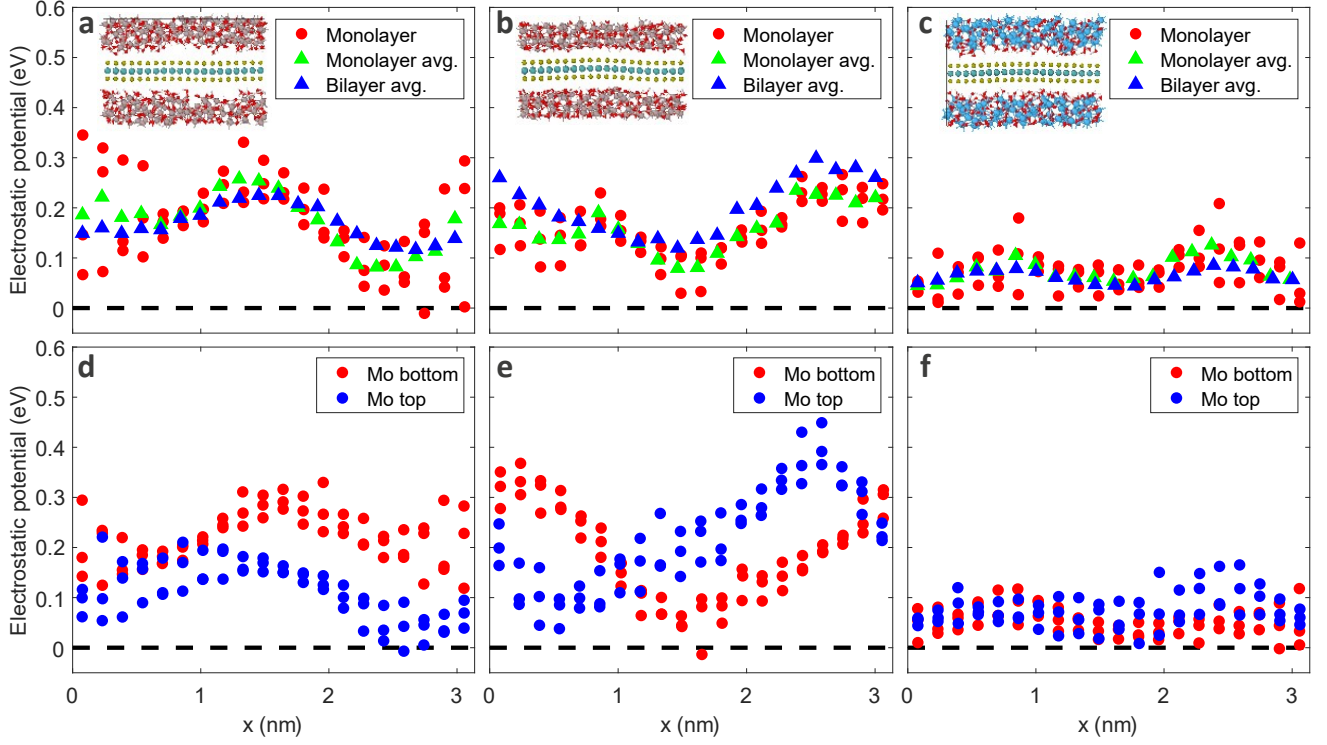 Electrostatic potential (eV)
0.6
0.5
0.4
0.3
0.2
0.1
0
a
Monolayer
Monolayer avg.
Bilayer avg.
b
Monolayer
Monolayer avg.
Bilayer avg.
c
Monolayer
Monolayer avg.
Bilayer avg.
Electrostatic potential (eV)
0.6
0.5
0.4
0.3
0.2
0.1
0
d
Mo bottom
Mo top
e
Mo bottom
Mo top
f
Mo bottom
Mo top
0 1 2 3
0 1 2 3
0 1 2 3
x (nm)
x (nm)
x (nm)